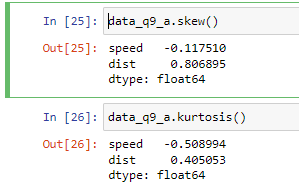 In [25]: data_q9_a.skew()
Out[25]: speed   -0.117510
dist     0.806895
dtype: float64
In [26]: data_q9_a.kurtosis()
Out[26]: speed   -0.508994
dist     0.405053
dtype: float64